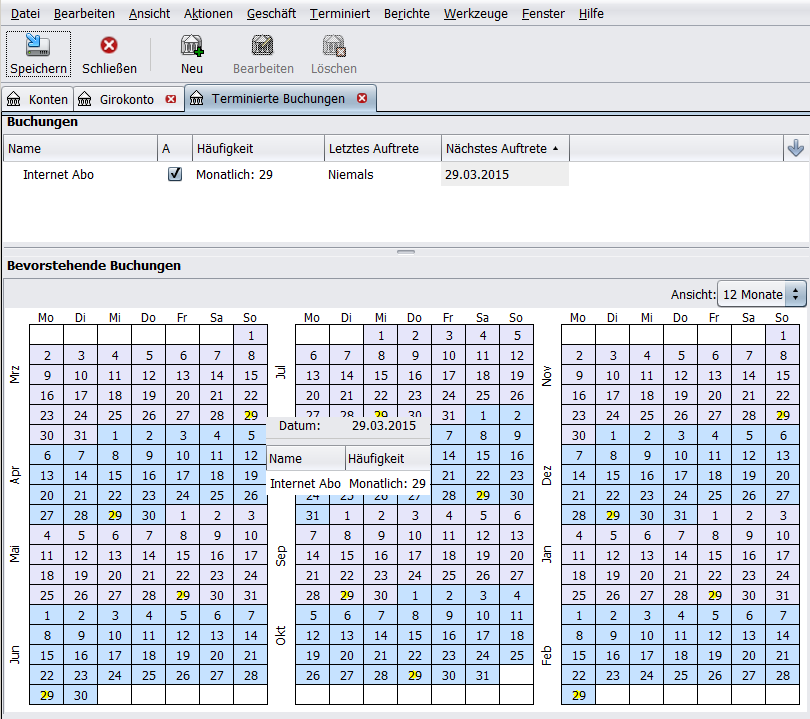 Datei Bearbeiten Ansicht Aktionen Geschäft Terminiert Berichte Werkzeuge Fenster Hilfe
Speichern Schließen Neu Bearbeiten Löschen
Konten Girokonto Terminierte Buchungen
Buchungen
Name A Häufigkeit Letztes Auftrete Nächstes Auftrete
Internet Abo Monatlich: 29 Niemals 29.03.2015
Bevorstehende Buchungen
Ansicht: 12 Monate
Mo Di Mi Do Fr Sa So
1
2 3 4 5 6 7 8
Mrz
9 10 11 12 13 14 15
16 17 18 19 20 21 22
23 24 25 26 27 28 29
30 31 1 2 3 4 5
6 7 8 9 10 11 12
Apr
13 14 15 16 17 18 19
20 21 22 23 24 25 26
27 28 29 30 1 2 3
4 5 6 7 8 9 10
Mai
11 12 13 14 15 16 17
18 19 20 21 22 23 24
25 26 27 28 29 30 31
1 2 3 4 5 6 7
8 9 10 11 12 13 14
Jun
15 16 17 18 19 20 21
22 23 24 25 26 27 28
29 30
Mo Di Mi Do Fr Sa So
1 2 3 4 5
6 7 8 9 10 11 12
Jul
13 14 15 16 17 18 19
20 21 22 23 24 25 26
27 28 29 30 31 1 2
Datum: 29.03.2015
Name Häufigkeit
Internet Abo Monatlich: 29
7 8 9
14 15 16
21 22 23
24 25 26 27 28 29 30
31 1 2 3 4 5 6
7 8 9 10 11 12 13
Sep
14 15 16 17 18 19 20
21 22 23 24 25 26 27
28 29 30 1 2 3 4
5 6 7 8 9 10 11
Okt
12 13 14 15 16 17 18
19 20 21 22 23 24 25
26 27 28 29 30 31
Mo Di Mi Do Fr Sa So
1
2 3 4 5 6 7 8
Nov
9 10 11 12 13 14 15
16 17 18 19 20 21 22
23 24 25 26 27 28 29
30 1 2 3 4 5 6
7 8 9 10 11 12 13
Dez
14 15 16 17 18 19 20
21 22 23 24 25 26 27
28 29 30 31 1 2 3
4 5 6 7 8 9 10
Jan
11 12 13 14 15 16 17
18 19 20 21 22 23 24
25 26 27 28 29 30 31
1 2 3 4 5 6 7
8 9 10 11 12 13 14
Feb
15 16 17 18 19 20 21
22 23 24 25 26 27 28
29